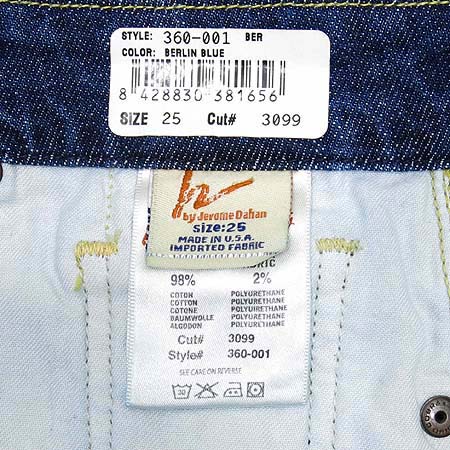 STYLE: 360-001 BER
COLOR: BERLIN BLUE
8 428830 381656
SIZE 25 Cut# 3099
by Jerome Dahan
size:25
MADE IN U.S.A.
IMPORTED FABRIC
98% 2%
COTON POLYURETHANE
COTTON POLYURETHANE
COTONE POLYURETHANE
BAUMWOLLE POLYURETHANE
ALGODON POLYURETHANE
Cut# 3099
Style# 360-001
SEE CARE ON REVERSE
30